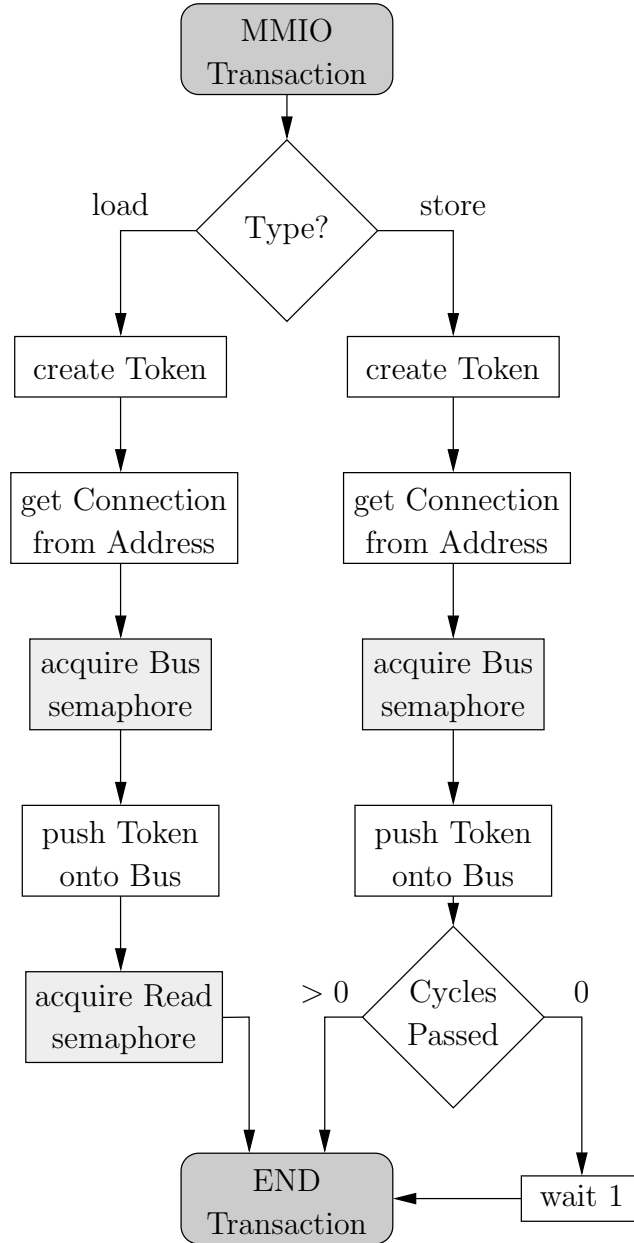 MMIO
Transaction
load
store
Type?
create Token
create Token
get Connection
from Address
get Connection
from Address
acquire Bus
semaphore
acquire Bus
semaphore
push Token
onto Bus
push Token
onto Bus
acquire Read
semaphore
> 0
Cycles
Passed
0
END
Transaction
wait 1